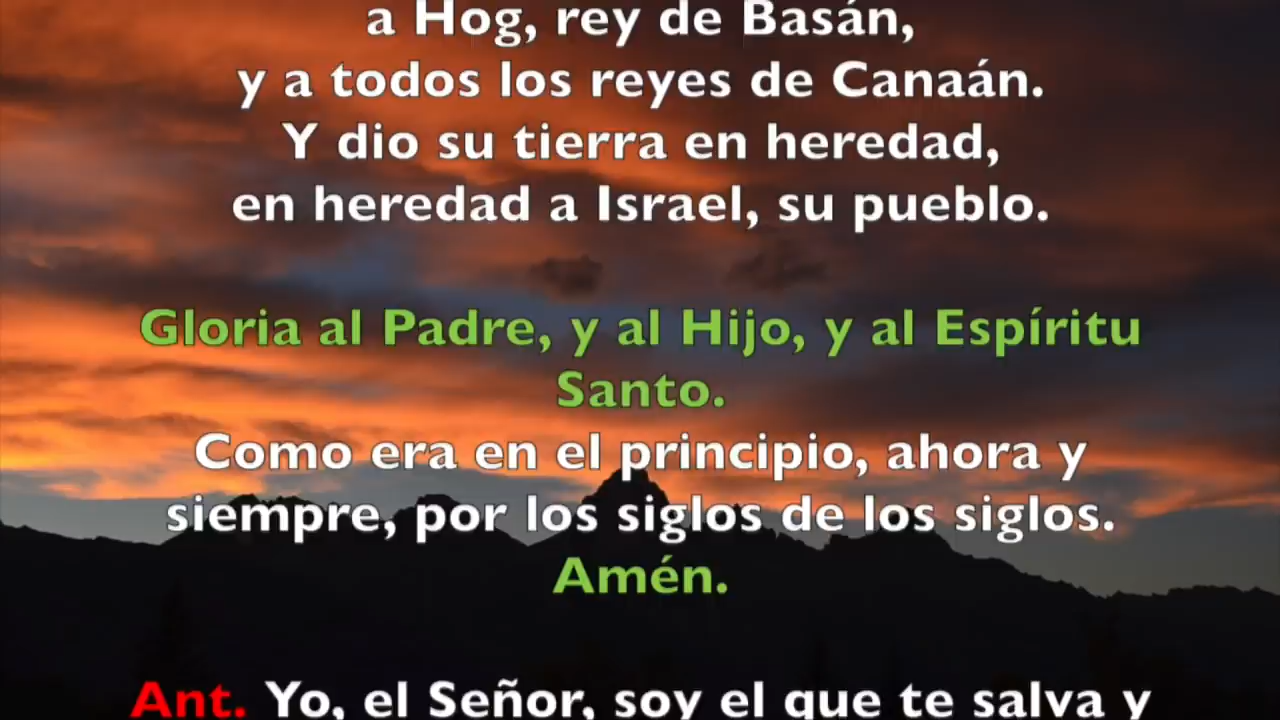 a Hog, rey de Basán,
y a todos los reyes de Canaán.
Y dio su tierra en heredad,
en heredad a Israel, su pueblo.
Gloria al Padre, y al Hijo, y al Espíritu
Santo.
Como era en el principio, ahora y
siempre, por los siglos de los siglos.
Amén.
Ant. Yo, el Señor, soy el que te salva y